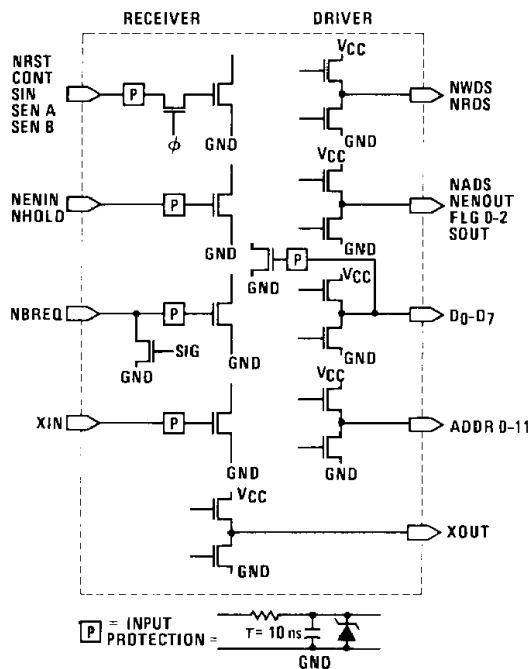 RECEIVER DRIVER
VCC
NRST
CONT
SIN
SEN A
SEN B
P
NWDS
NRDS
ϕ
GND
GND
VCC
NENIN
NHOLD
P
NADS
NENOUT
FLG 0-2
SOUT
GND
GND
P
GND
VCC
NBREQ
P
D0-D7
SIG
GND
GND
GND
VCC
XIN
P
ADDR 0-11
GND
GND
VCC
XOUT
GND
P = INPUT
PROTECTION =
T = 10 ns
GND